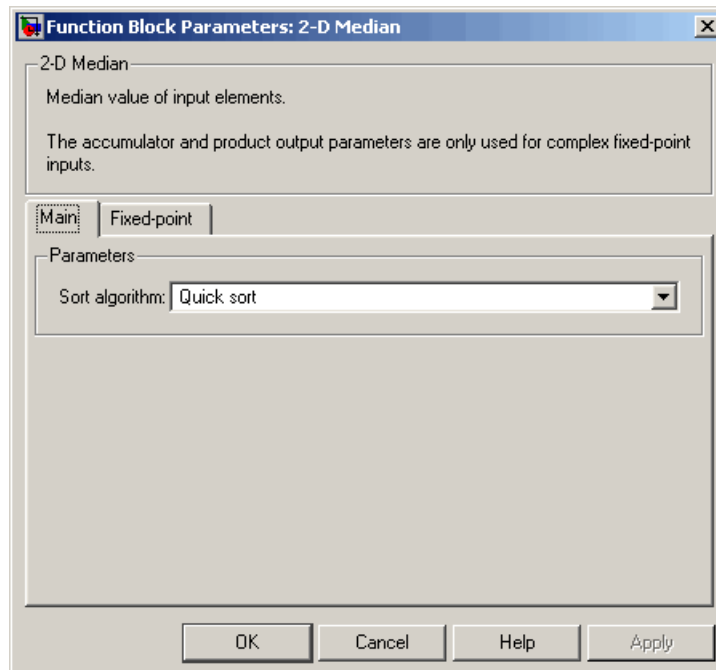 Function Block Parameters: 2-D Median
2-D Median
Median value of input elements.
The accumulator and product output parameters are only used for complex fixed-point
inputs.
Main Fixed-point
Parameters
Sort algorithm: Quick sort
OK Cancel Help Apply